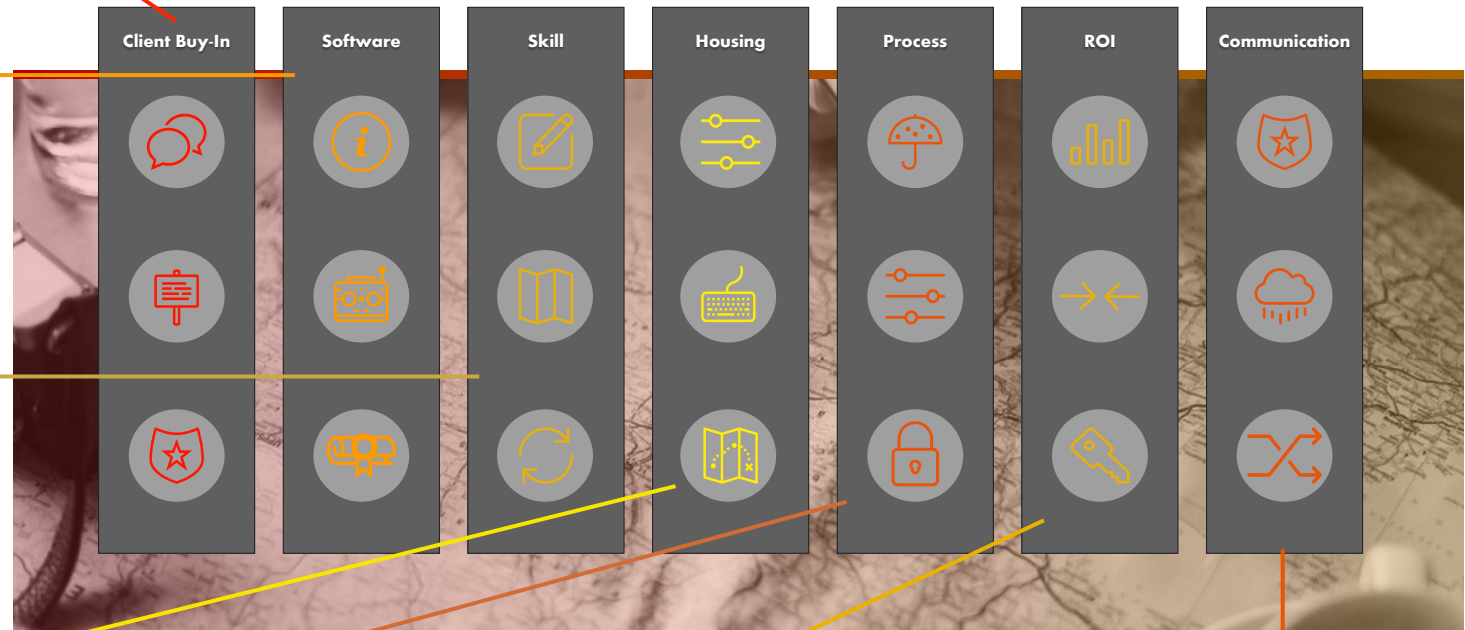 Client Buy-In
Software
Skill
Housing
Process
ROI
Communication